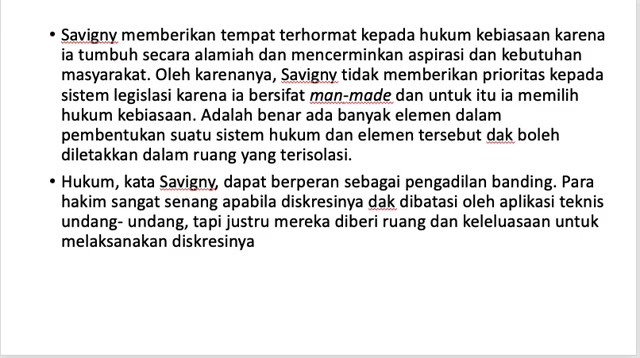 • Savigny memberikan tempat terhormat kepada hukum kebiasaan karena
ia tumbuh secara alamiah dan mencerminkan aspirasi dan kebutuhan
masyarakat. Oleh karenanya, Savigny tidak memberikan prioritas kepada
sistem legislasi karena ia bersifat man-made dan untuk itu ia memilih
hukum kebiasaan. Adalah benar ada banyak elemen dalam
pembentukan suatu sistem hukum dan elemen tersebut dak boleh
diletakkan dalam ruang yang terisolasi.
• Hukum, kata Savigny, dapat berperan sebagai pengadilan banding. Para
hakim sangat senang apabila diskresinya dak dibatasi oleh aplikasi teknis
undang- undang, tapi justru mereka diberi ruang dan keleluasaan untuk
melaksanakan diskresinya